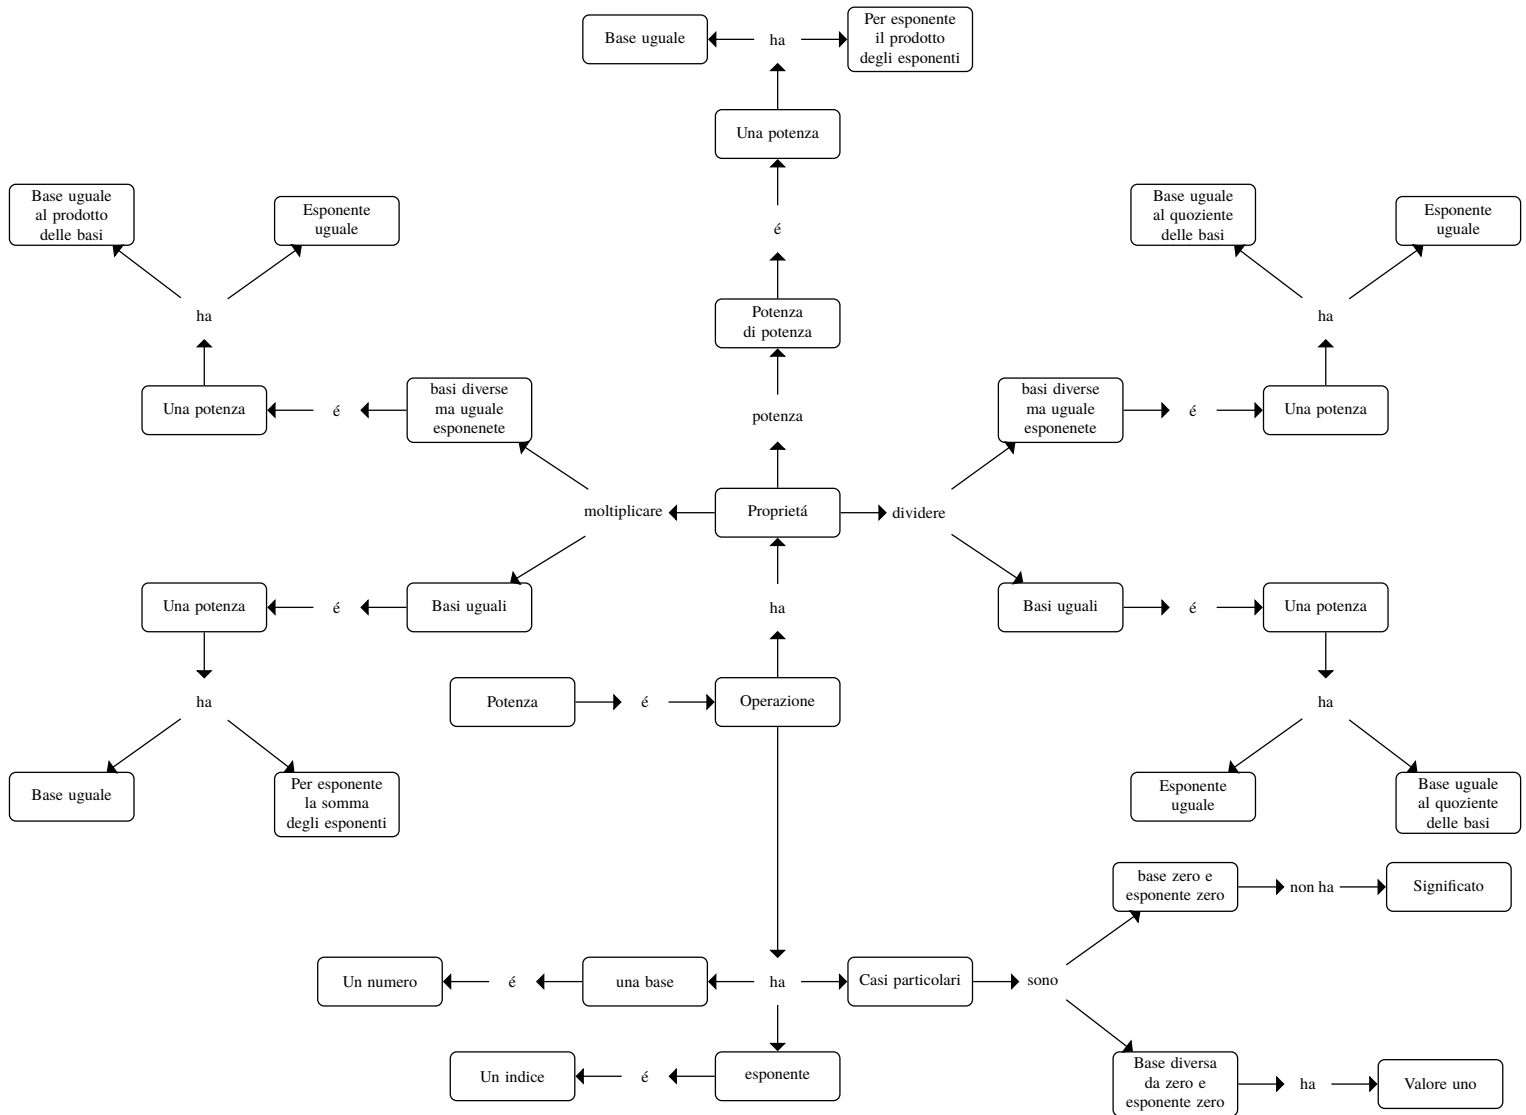 Base uguale
ha
Per esponente
il prodotto
degli esponenti
Una potenza
é
Potenza
di potenza
potenza
Base uguale
al prodotto
delle basi
Esponente
uguale
ha
Una potenza
é
basi diverse
ma uguale
esponenete
Base uguale
al quoziente
delle basi
Esponente
uguale
ha
basi diverse
ma uguale
esponenete
é
Una potenza
moltiplicare
Proprietá
dividere
Una potenza
é
Basi uguali
ha
Basi uguali
é
Una potenza
ha
Potenza
é
Operazione
ha
Base uguale
Per esponente
la somma
degli esponenti
Esponente
uguale
Base uguale
al quoziente
delle basi
base zero e
esponente zero
non ha
Significato
Un numero
é
una base
ha
Casi particolari
sono
Un indice
é
esponente
Base diversa
da zero e
esponente zero
ha
Valore uno